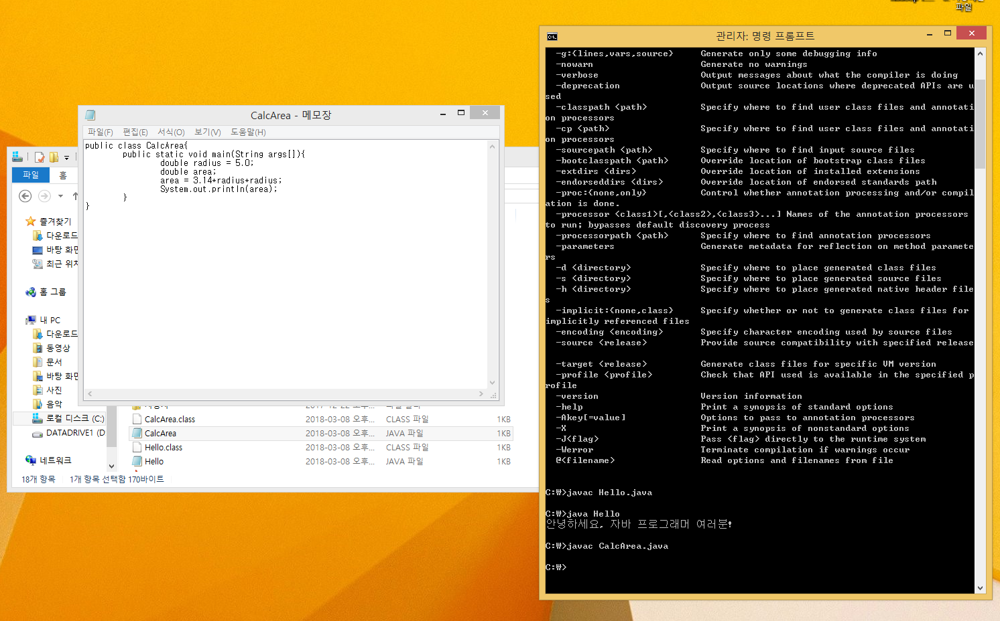 파일
CalcArea - 메모장
파일(F) 편집(E) 서식(O) 보기(V) 도움말(H)
public class CalcArea{
public static void main(String args[]){
double radius = 5.0;
double area;
area = 3.14*radius*radius;
System.out.println(area);
}
}
파일 홈
즐겨찾기
다운로드
바탕 화면
최근 위치
홈 그룹
내 PC
다운로드
동영상
문서
바탕 화면
사진
음악
로컬 디스크 (C:)
DATADRIVE1 (D
네트워크
CalcArea.class 2018-03-08 오후... CLASS 파일 1KB
CalcArea 2018-03-08 오후... JAVA 파일 1KB
Hello.class 2018-03-08 오후... CLASS 파일 1KB
Hello 2018-03-08 오후... JAVA 파일 1KB
18개 항목 1개 항목 선택함 170바이트
관리자: 명령 프롬프트
-g:{lines,vars,source} Generate only some debugging info
-nowarn Generate no warnings
-verbose Output messages about what the compiler is doing
-deprecation Output source locations where deprecated APIs are u
sed
-classpath <path> Specify where to find user class files and annotati
on processors
-cp <path> Specify where to find user class files and annotati
on processors
-sourcepath <path> Specify where to find input source files
-bootclasspath <path> Override location of bootstrap class files
-extdirs <dirs> Override location of installed extensions
-endorseddirs <dirs> Override location of endorsed standards path
-proc:{none,only} Control whether annotation processing and/or compil
ation is done.
-processor <class1>[,<class2>,<class3>...] Names of the annotation processors
to run; bypasses default discovery process
-processorpath <path> Specify where to find annotation processors
-parameters Generate metadata for reflection on method paramete
rs
-d <directory> Specify where to place generated class files
-s <directory> Specify where to place generated source files
-h <directory> Specify where to place generated native header file
s
-implicit:{none,class} Specify whether or not to generate class files for
implicitly referenced files
-encoding <encoding> Specify character encoding used by source files
-source <release> Provide source compatibility with specified release
-target <release> Generate class files for specific VM version
-profile <profile> Check that API used is available in the specified p
rofile
-version Version information
-help Print a synopsis of standard options
-Akey[=value] Options to pass to annotation processors
-X Print a synopsis of nonstandard options
-J<flag> Pass <flag> directly to the runtime system
-Werror Terminate compilation if warnings occur
@<filename> Read options and filenames from file
C:₩>javac Hello.java
C:₩>java Hello
안녕하세요, 자바 프로그래머 여러분!
C:₩>javac CalcArea.java
C:₩>